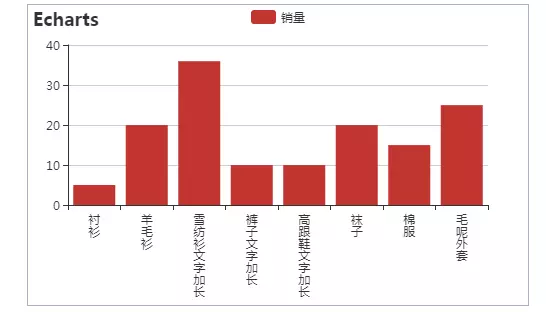 Echarts
销量
40
30
20
10
0
衬衫
羊毛衫
雪纺衫文字加长
裤子文字加长
高跟鞋文字加长
袜子
棉服
毛呢外套